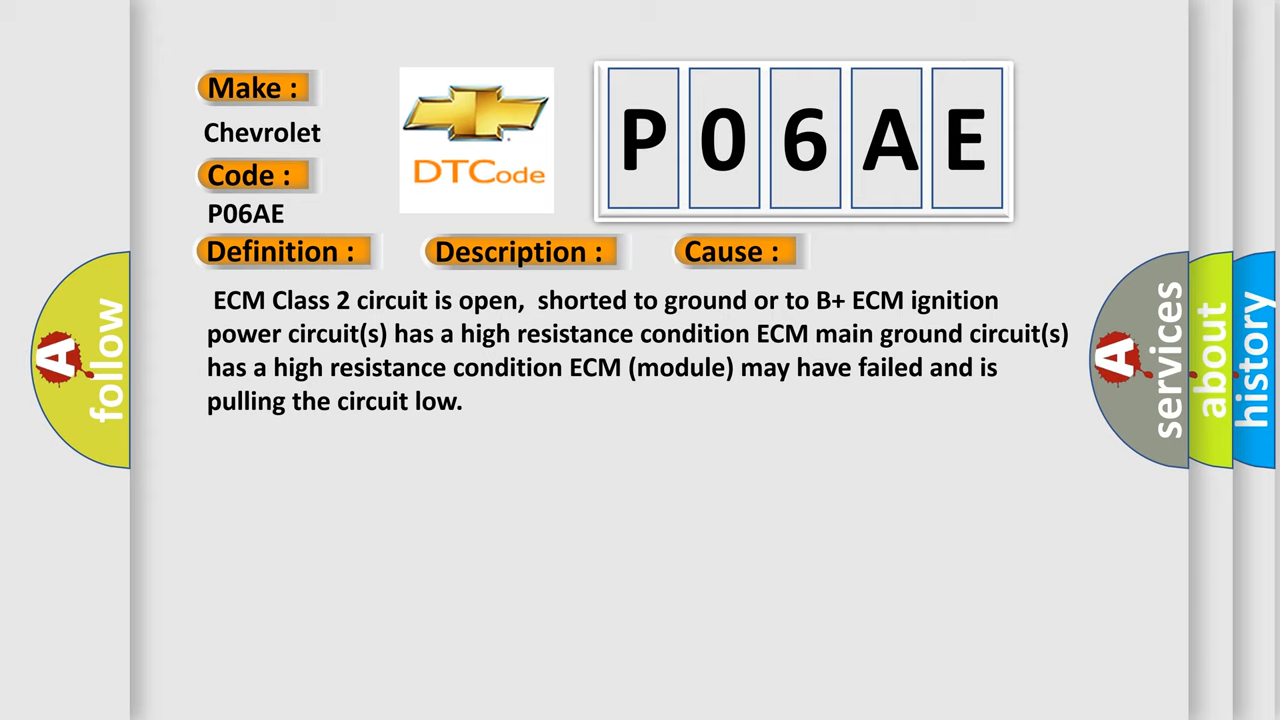 Make :
Chevrolet
Code :
P06AE
DTCode
P06AE
Definition :
Description :
Cause :
ECM Class 2 circuit is open,  shorted to ground or to B+ ECM ignition
power circuit(s) has a high resistance condition ECM main ground circuit(s)
has a high resistance condition ECM (module) may have failed and is
pulling the circuit low.
A follow
A services
about
history